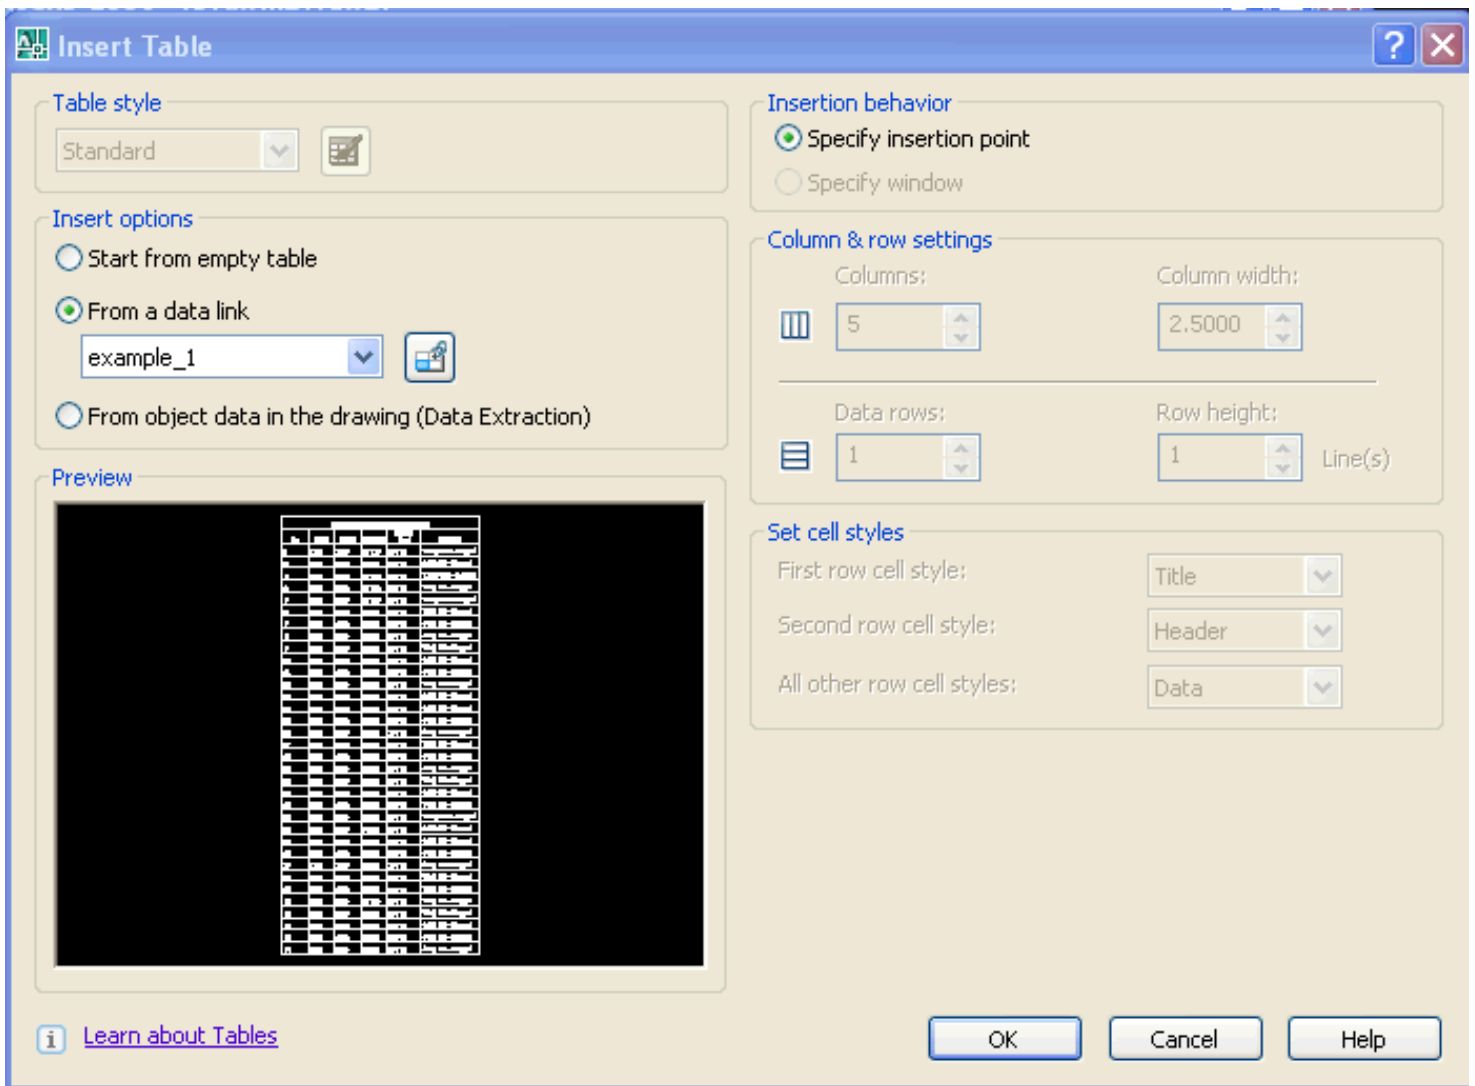 Insert Table
Table style
Standard
Insert options
Start from empty table
From a data link
example_1
From object data in the drawing (Data Extraction)
Preview
Learn about Tables
Insertion behavior
Specify insertion point
Specify window
Column & row settings
Columns:
Column width:
5
2.5000
Data rows:
Row height:
1
1
Line(s)
Set cell styles
First row cell style:
Title
Second row cell style:
Header
All other row cell styles:
Data
OK
Cancel
Help